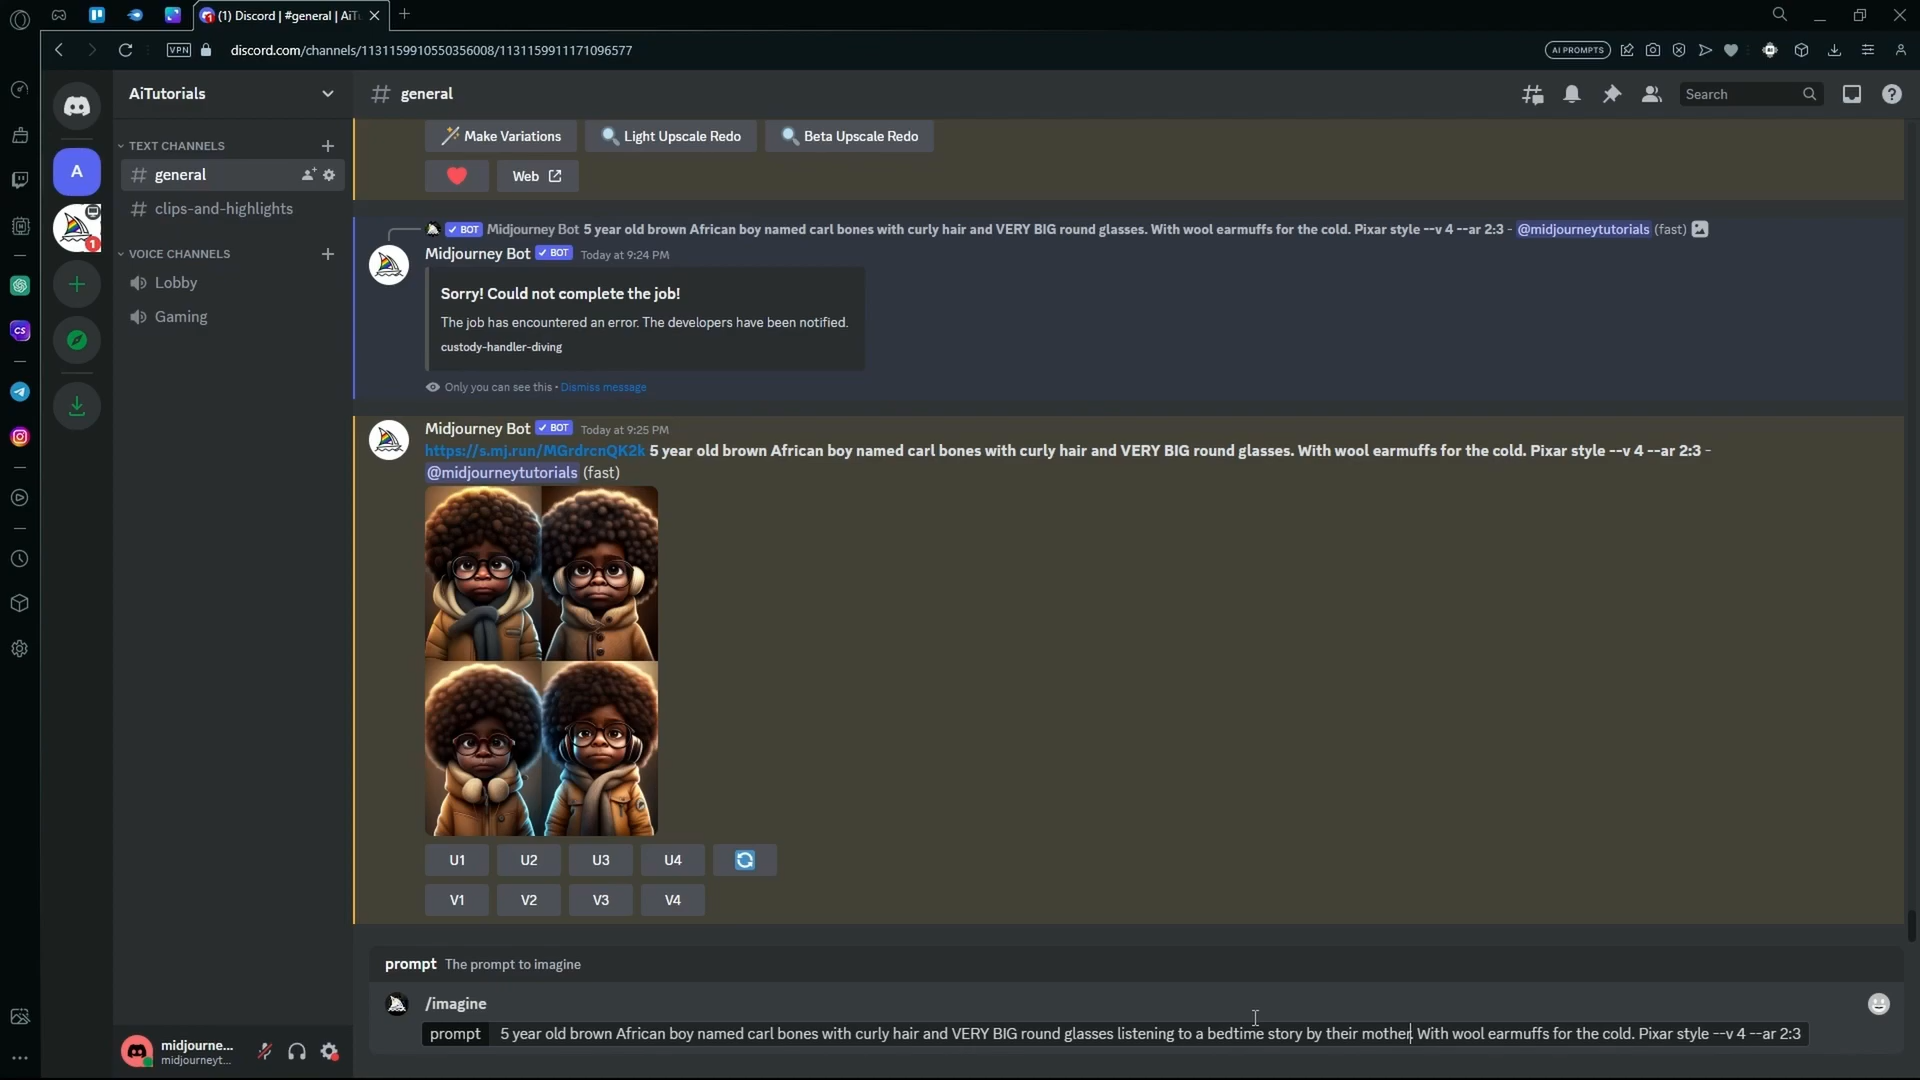 (1) Discord | #general | AiTu
VPN discord.com/channels/1131159910550356008/1131159911171096577
AI PROMPTS
AiTutorials
general
Search
TEXT CHANNELS
general
clips-and-highlights
VOICE CHANNELS
Lobby
Gaming
A
1
CS
Make Variations
Light Upscale Redo
Beta Upscale Redo
Web
BOT Midjourney Bot 5 year old brown African boy named carl bones with curly hair and VERY BIG round glasses. With wool earmuffs for the cold. Pixar style --v 4 --ar 2:3 - @midjourneytutorials (fast)
Midjourney Bot BOT Today at 9:24 PM
Sorry! Could not complete the job!
The job has encountered an error. The developers have been notified.
custody-handler-diving
Only you can see this • Dismiss message
Midjourney Bot BOT Today at 9:25 PM
https://s.mj.run/MGrdrcnQK2k 5 year old brown African boy named carl bones with curly hair and VERY BIG round glasses. With wool earmuffs for the cold. Pixar style --v 4 --ar 2:3 -
@midjourneytutorials (fast)
U1 U2 U3 U4
V1 V2 V3 V4
prompt The prompt to imagine
/imagine
prompt 5 year old brown African boy named carl bones with curly hair and VERY BIG round glasses listening to a bedtime story by their mother. With wool earmuffs for the cold. Pixar style --v 4 --ar 2:3
midjourne...
midjourneyt...